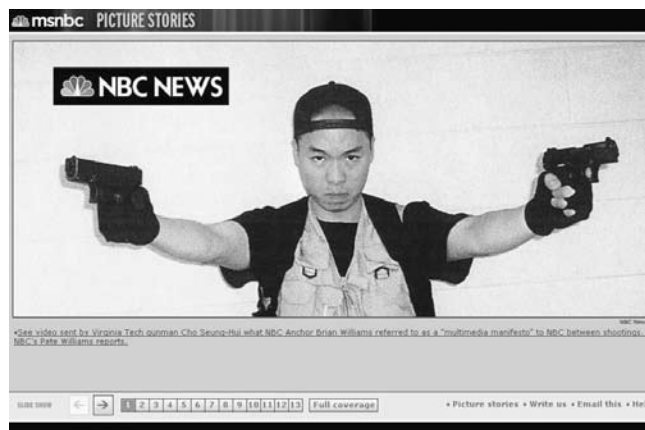 msnbc PICTURE STORIES
NBC NEWS
NBC New
•See video sent by Virginia Tech gunman Cho Seung-Hui what NBC Anchor Brian Williams referred to as a "multimedia manifesto" to NBC between shootings.
NBC's Pete Williams reports.
SLIDE SHOW 1 2 3 4 5 6 7 8 9 10 11 12 13 Full coverage • Picture stories • Write us • Email this • Hel